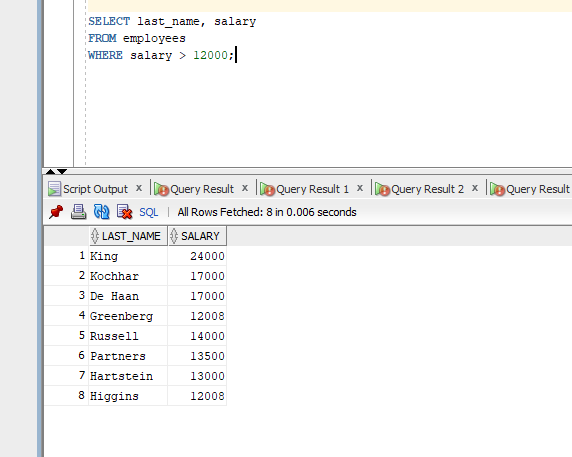 SELECT last_name, salary
FROM employees
WHERE salary > 12000;
Script Output x Query Result x Query Result 1 x Query Result 2 x Query Result
SQL | All Rows Fetched: 8 in 0.006 seconds
LAST_NAME SALARY
1 King 24000
2 Kochhar 17000
3 De Haan 17000
4 Greenberg 12008
5 Russell 14000
6 Partners 13500
7 Hartstein 13000
8 Higgins 12008